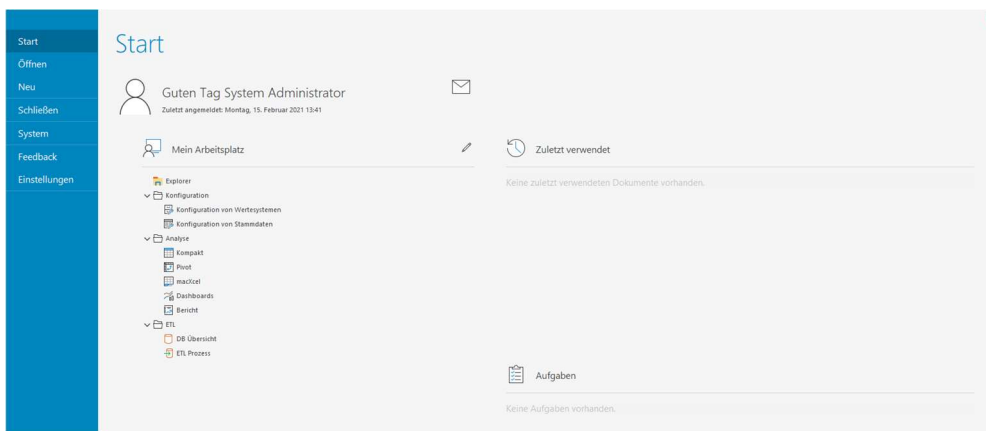 Start
Öffnen
Neu
Schließen
System
Feedback
Einstellungen
Start
Guten Tag System Administrator
Zuletzt angemeldet: Montag, 15. Februar 2021 13:41
Mein Arbeitsplatz
Explorer
Konfiguration
Konfiguration von Wertesystemen
Konfiguration von Stammdaten
Analyse
Kompakt
Pivot
macXcel
Dashboards
Bericht
ETL
DB Übersicht
ETL Prozess
Zuletzt verwendet
Keine zuletzt verwendeten Dokumente vorhanden.
Aufgaben
Keine Aufgaben vorhanden.